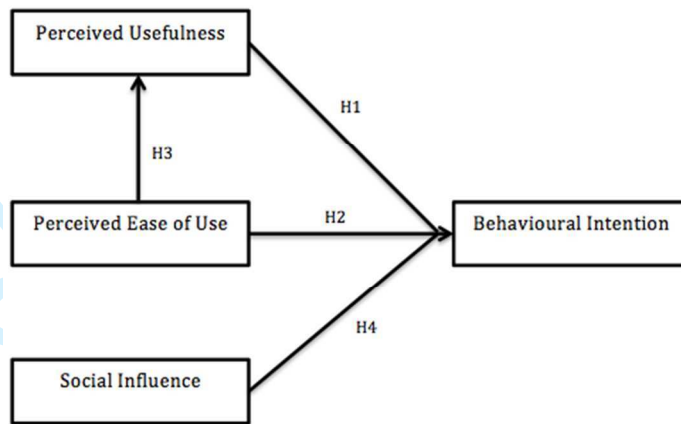 Perceived Usefulness
H1
H3
Perceived Ease of Use
H2
Behavioural Intention
H4
Social Influence